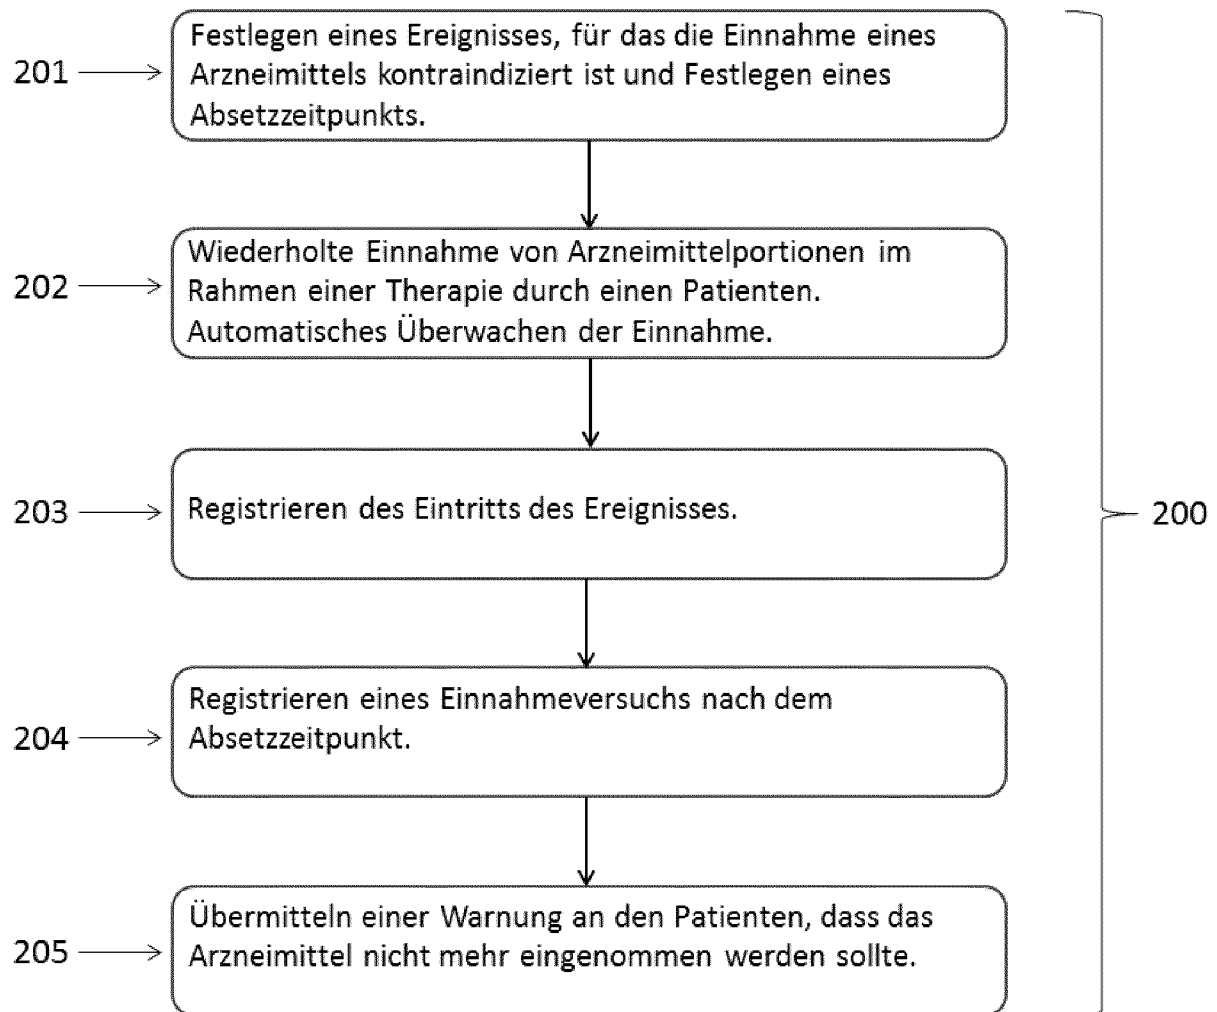 201
Festlegen eines Ereignisses, für das die Einnahme eines
Arzneimittels kontraindiziert ist und Festlegen eines
Absetzzeitpunkts.
202
Wiederholte Einnahme von Arzneimittelportionen im
Rahmen einer Therapie durch einen Patienten.
Automatisches Überwachen der Einnahme.
203
Registrieren des Eintritts des Ereignisses.
200
204
Registrieren eines Einnahmeversuchs nach dem
Absetzzeitpunkt.
205
Übermitteln einer Warnung an den Patienten, dass das
Arzneimittel nicht mehr eingenommen werden sollte.